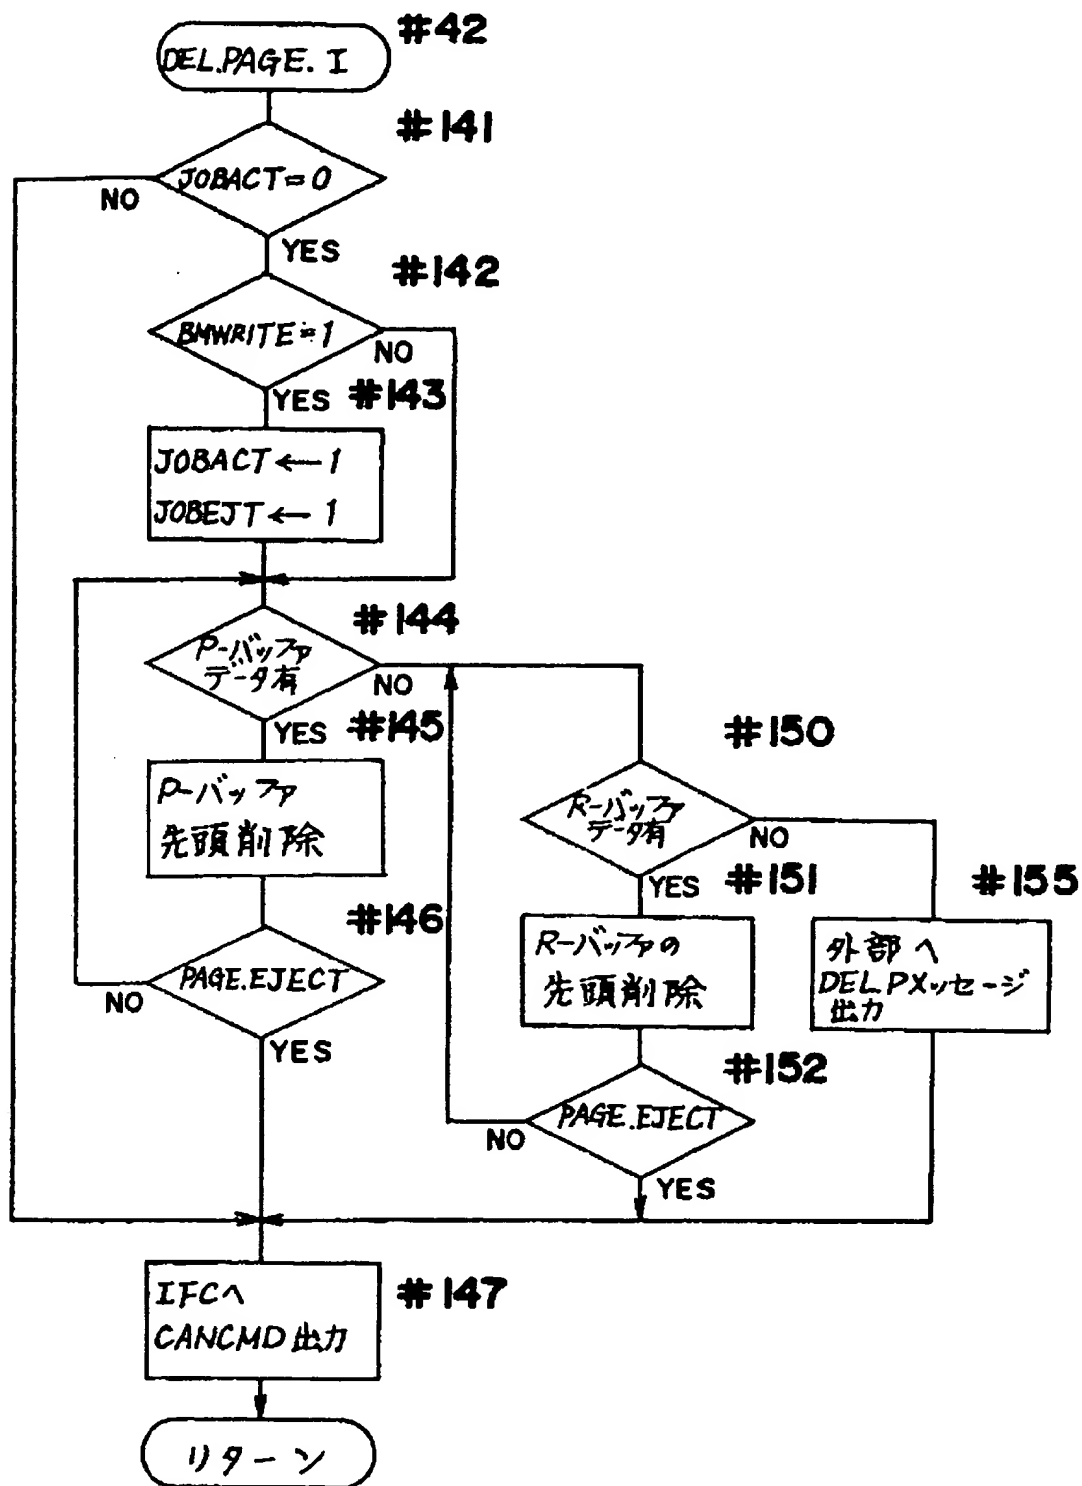 #42
DEL.PAGE.I
#141
JOBACT=0
NO
YES
#142
BMWRITE=1
NO
YES
#143
JOBACT←1
JOBEJT←1
#144
P-バッファ
データ有
NO
YES
#145
P-バッファ
先頭削除
#146
PAGE.EJECT
NO
YES
#150
R-バッファ
データ有
NO
YES
#151
R-バッファの
先頭削除
#152
PAGE.EJECT
NO
YES
#155
外部へ
DEL.Pメッセージ
出力
IFCへ
CANCMD出力
#147
リターン